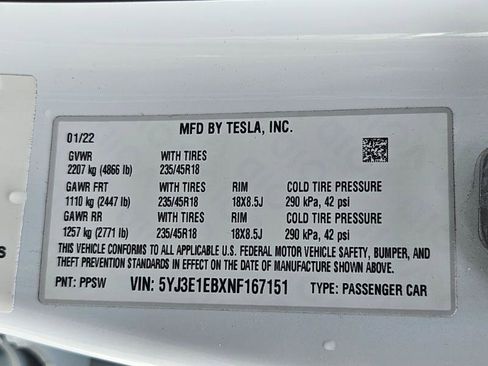 MFD BY TESLA, INC.
01/22
GVWR WITH TIRES
2207 kg (4866 lb) 235/45R18
GAWR FRT WITH TIRES RIM COLD TIRE PRESSURE
1110 kg (2447 lb) 235/45R18 18X8.5J 290 kPa, 42 psi
GAWR RR WITH TIRES RIM COLD TIRE PRESSURE
1257 kg (2771 lb) 235/45R18 18X8.5J 290 kPa, 42 psi
THIS VEHICLE CONFORMS TO ALL APPLICABLE U.S. FEDERAL MOTOR VEHICLE SAFETY, BUMPER, AND
THEFT PREVENTION STANDARDS IN EFFECT ON THE DATE OF MANUFACTURE SHOWN ABOVE.
PNT: PPSW VIN: 5YJ3E1EBXNF167151 TYPE: PASSENGER CAR